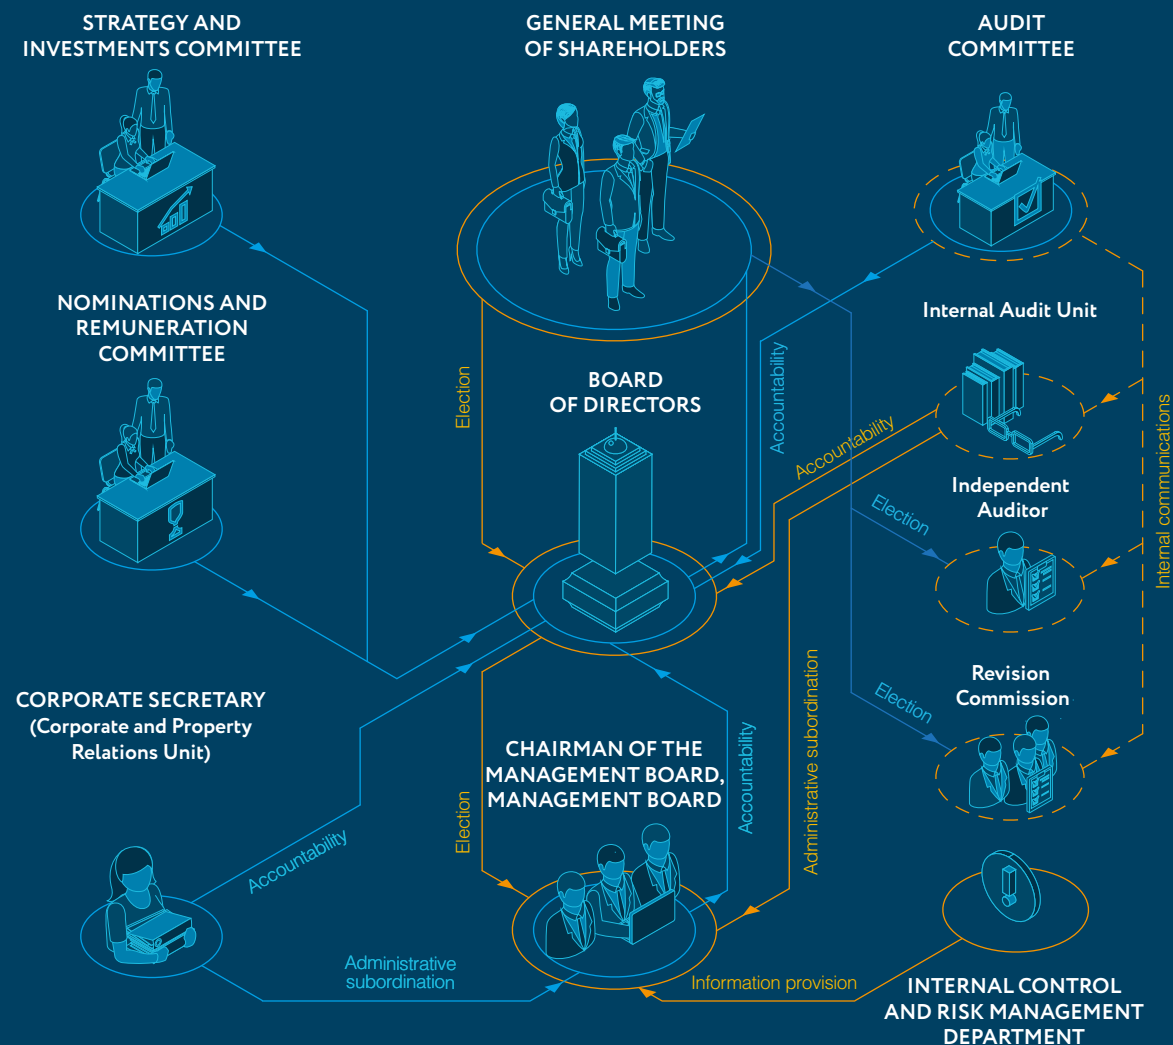 STRATEGY AND
INVESTMENTS COMMITTEE
GENERAL MEETING
OF SHAREHOLDERS
AUDIT
COMMITTEE
NOMINATIONS AND
REMUNERATION
COMMITTEE
Internal Audit Unit
Election
BOARD
OF DIRECTORS
Accountability
Accountability
Internal communications
Independent
Auditor
Election
CORPORATE SECRETARY
(Corporate and Property
Relations Unit)
Revision
Commission
Election
CHAIRMAN OF THE
MANAGEMENT BOARD,
MANAGEMENT BOARD
Election
Accountability
Administrative subordination
Accountability
Administrative
subordination
Information provision
INTERNAL CONTROL
AND RISK MANAGEMENT
DEPARTMENT